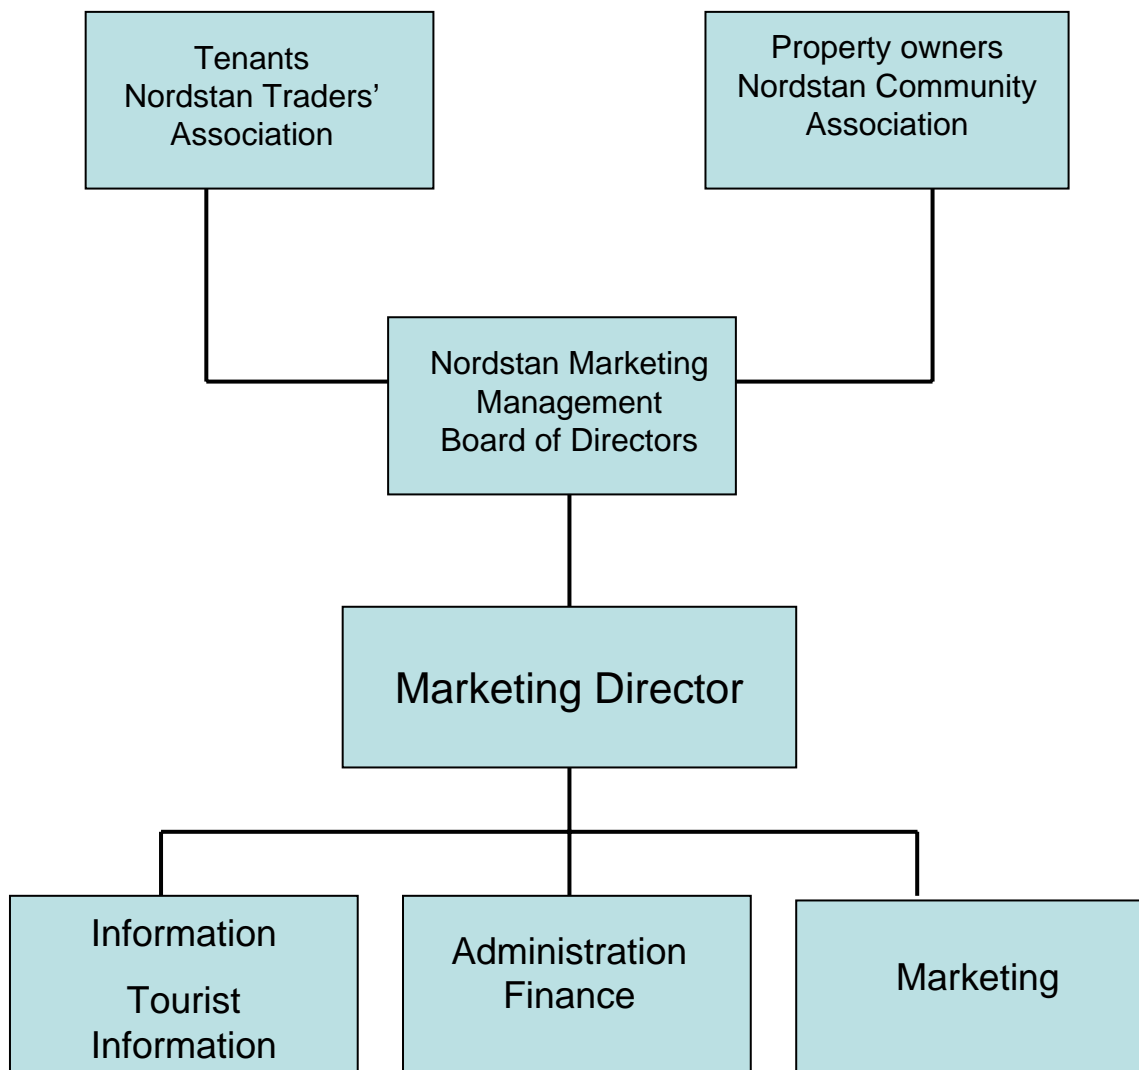 Tenants
Nordstan Traders’
Association
Property owners
Nordstan Community
Association
Nordstan Marketing
Management
Board of Directors
Marketing Director
Information
Tourist
Information
Administration
Finance
Marketing